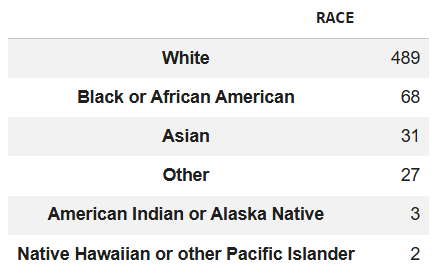 RACE
White 489
Black or African American 68
Asian 31
Other 27
American Indian or Alaska Native 3
Native Hawaiian or other Pacific Islander 2